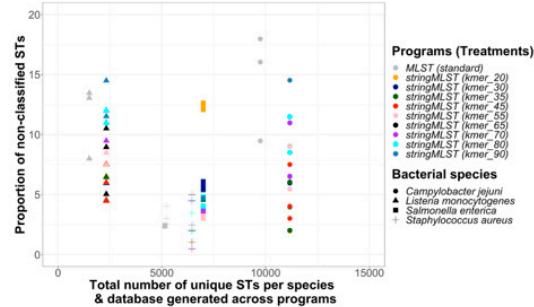 20
15
10
5
0
Proportion of non-classified STs
0
5000
10000
15000
Total number of unique STs per species
& database generated across programs
Programs (Treatments)
MLST (standard)
stringMLST (kmer_20)
stringMLST (kmer_30)
stringMLST (kmer_35)
stringMLST (kmer_45)
stringMLST (kmer_55)
stringMLST (kmer_65)
stringMLST (kmer_70)
stringMLST (kmer_80)
stringMLST (kmer_90)
Bacterial species
Campylobacter jejuni
Listeria monocytogenes
Salmonella enterica
Staphylococcus aureus